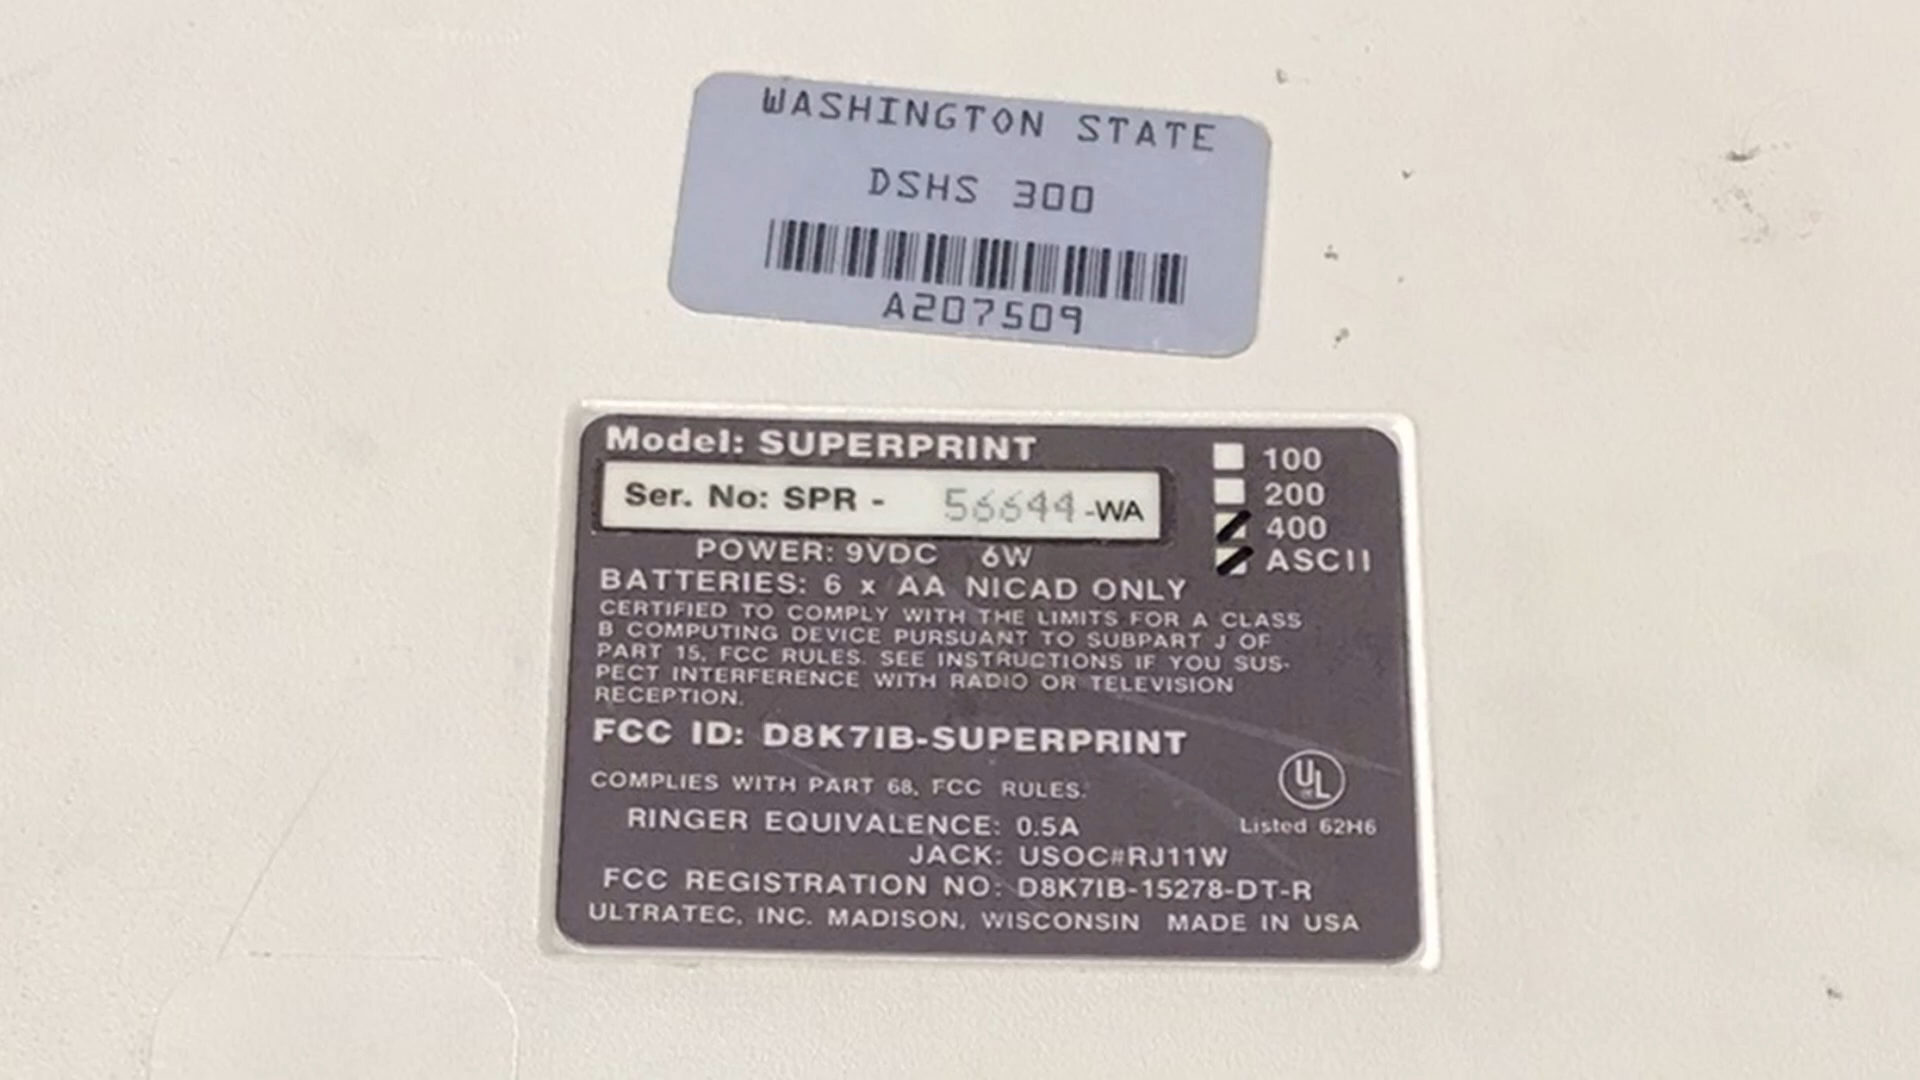 WASHINGTON STATE
DSHS 300
A207509
Model: SUPERPRINT
Ser. No: SPR - 56644-WA
100
200
400
ASCII
POWER: 9VDC 6W
BATTERIES: 6 x AA NICAD ONLY
CERTIFIED TO COMPLY WITH THE LIMITS FOR A CLASS
B COMPUTING DEVICE PURSUANT TO SUBPART J OF
PART 15, FCC RULES. SEE INSTRUCTIONS IF YOU SUS-
PECT INTERFERENCE WITH RADIO OR TELEVISION
RECEPTION.
FCC ID: D8K7IB-SUPERPRINT
COMPLIES WITH PART 68, FCC RULES.
UL
Listed 62H6
RINGER EQUIVALENCE: 0.5A
JACK: USOC#RJ11W
FCC REGISTRATION NO: D8K7IB-15278-DT-R
ULTRATEC, INC. MADISON, WISCONSIN MADE IN USA